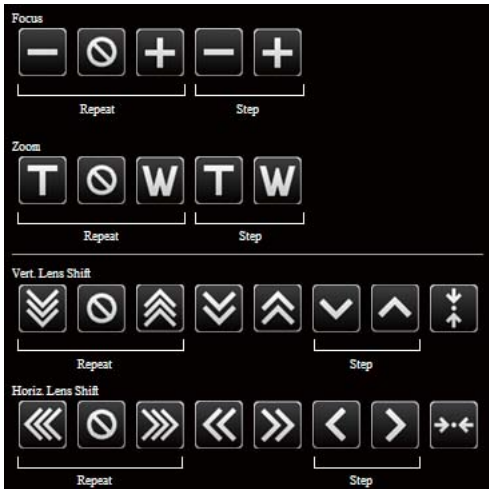 Focus
Repeat Step
Zoom
T W T W
Repeat Step
Vert. Lens Shift
Repeat Step
Horiz. Lens Shift
Repeat Step